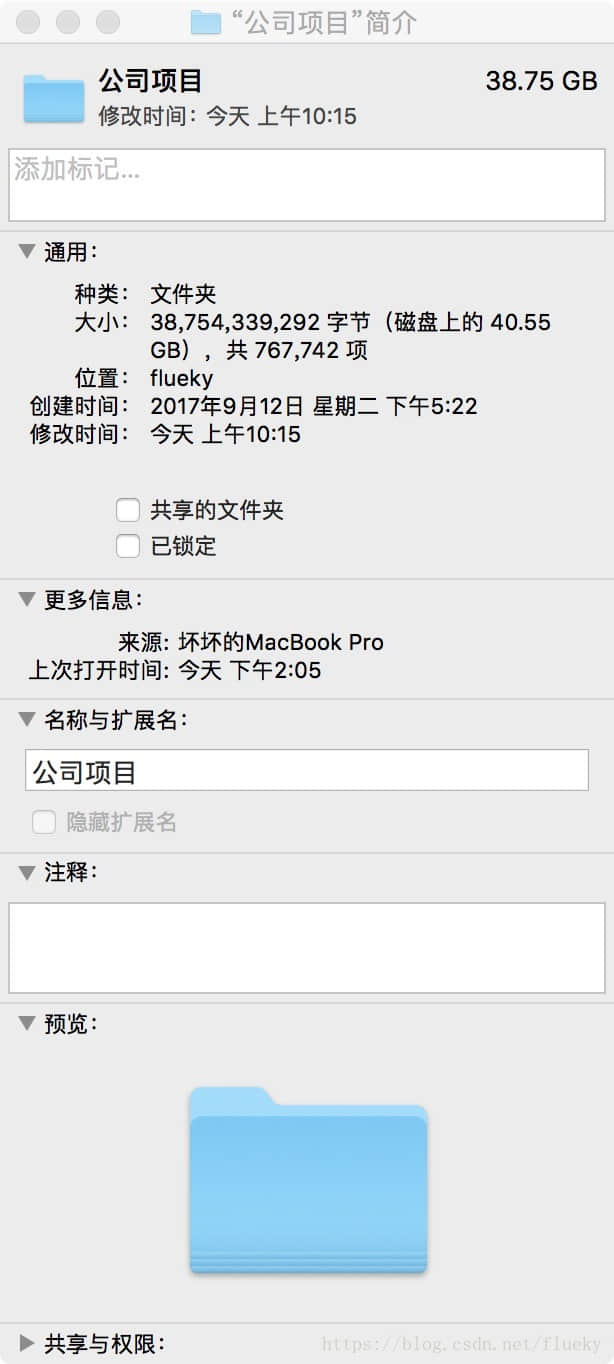 “公司项目”简介
公司项目 38.75 GB
修改时间：今天 上午10:15
添加标记...
通用：
种类： 文件夹
大小： 38,754,339,292 字节（磁盘上的 40.55
GB），共 767,742 项
位置： flueky
创建时间： 2017年9月12日 星期二 下午5:22
修改时间： 今天 上午10:15
共享的文件夹
已锁定
更多信息：
来源: 坏坏的MacBook Pro
上次打开时间: 今天 下午2:05
名称与扩展名：
公司项目
隐藏扩展名
注释：
预览：
共享与权限：
https://blog.csdn.net/flueky